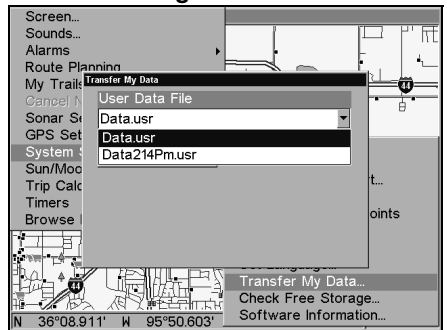 Screen...
Sounds...
Alarms
Route Planning
My Trails
Cancel
Sonar
GPS
System
Sun/Moo
Trip Calc
Timers
Browse
Transfer My Data
User Data File
Data.usr
Data.usr
Data214Pm.usr
44
44
t...
oints
Transfer My Data...
Check Free Storage...
Software Information...
N 36°08.911' W 95°50.603'